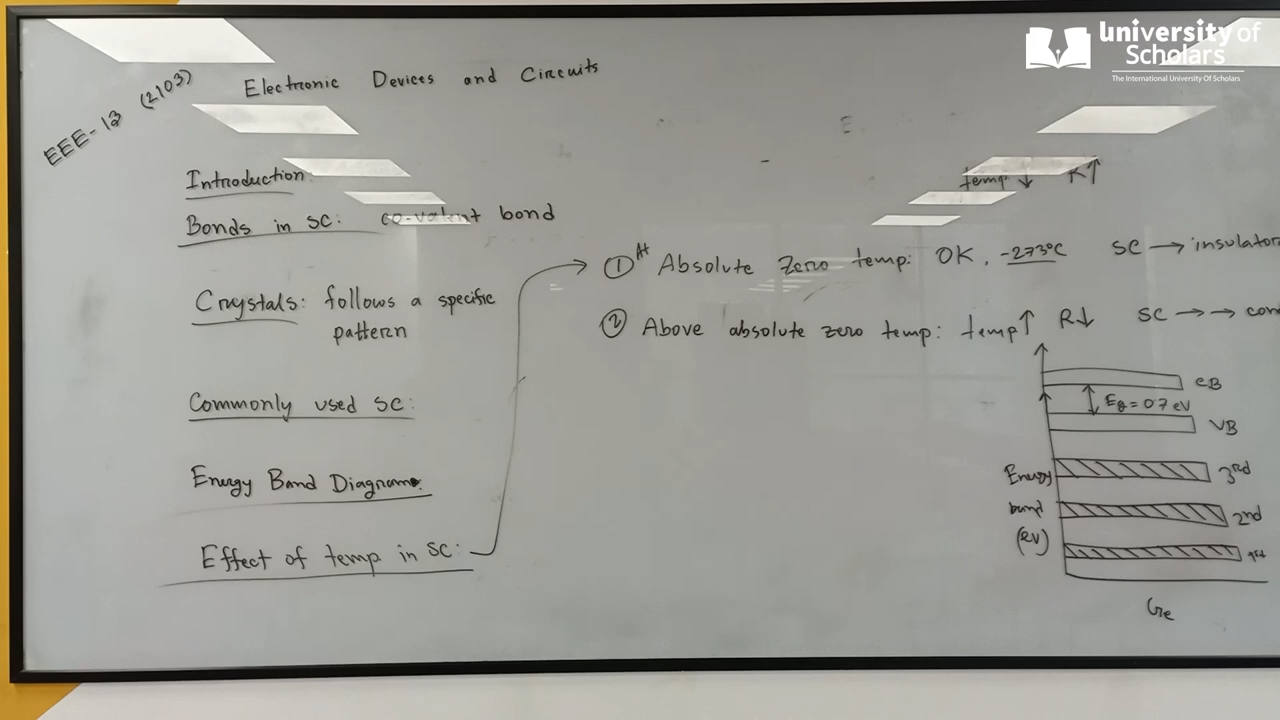 University of
Scholars
The International University Of Scholars
EEE-13 (2103)
Electronic Devices and Circuits
Introduction:
Bonds in SC: co-valent bond
Crystals: follows a specific
pattern
Commonly used SC:
Energy Band Diagram:
Effect of temp in SC:
temp ↓ R↑
① At Absolute Zero temp: 0K, -273°C SC → insulator
② Above absolute zero temp: temp↑ R↓ SC → → con
CB
Eg = 0.7 eV
VB
3rd
2nd
1st
Energy
band
(eV)
Ge